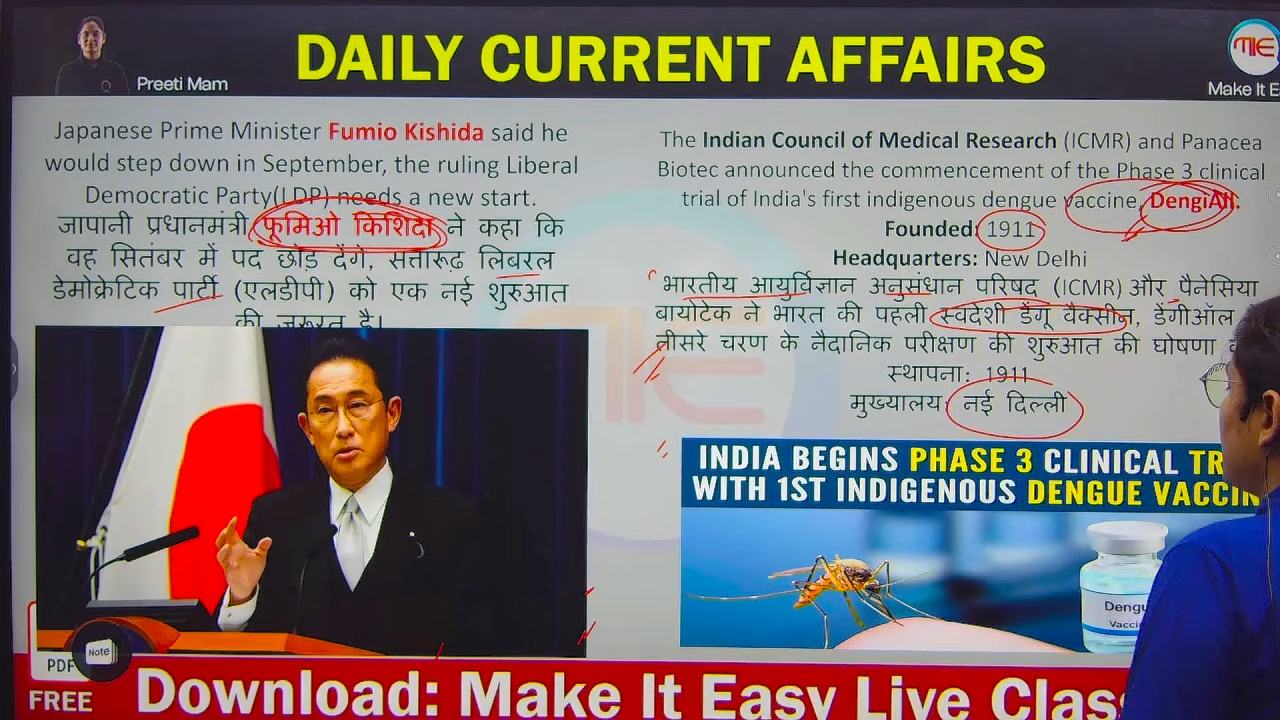 DAILY CURRENT AFFAIRS
Preeti Mam
Make It E
Japanese Prime Minister Fumio Kishida said he
would step down in September, the ruling Liberal
Democratic Party(LDP) needs a new start.
जापानी प्रधानमंत्री फूमिओ किशिदा ने कहा कि
वह सितंबर में पद छोड़ देंगे, सत्तारूढ लिबरल
डेमोक्रेटिक पार्टी (एलडीपी) को एक नई शुरुआत
की जरूरत है।
The Indian Council of Medical Research (ICMR) and Panacea
Biotec announced the commencement of the Phase 3 clinical
trial of India's first indigenous dengue vaccine, DengiAll.
Founded: 1911
Headquarters: New Delhi
भारतीय आयुर्विज्ञान अनुसंधान परिषद (ICMR) और पैनेसिया
बायोटेक ने भारत की पहली स्वदेशी डेंगू वैक्सीन, डेंगीऑल
तीसरे चरण के नैदानिक परीक्षण की शुरुआत की घोषणा
स्थापना: 1911
मुख्यालय: नई दिल्ली
INDIA BEGINS PHASE 3 CLINICAL TR
WITH 1ST INDIGENOUS DENGUE VACCIN
Dengu
Vacci
Note
PDF
FREE
Download: Make It Easy Live Clas